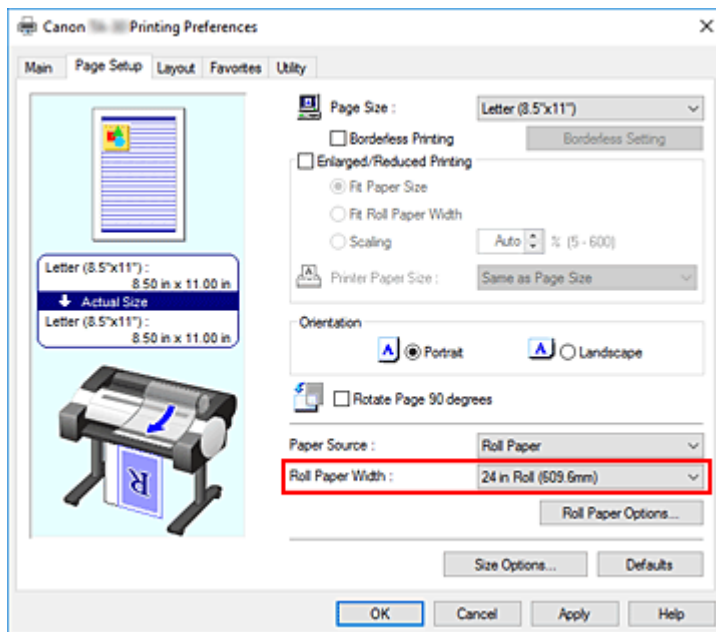 Canon Printing Preferences
Main Page Setup Layout Favorites Utility
Page Size : Letter (8.5"x11")
Borderless Printing Borderless Setting
Enlarged/Reduced Printing
Fit Paper Size
Fit Roll Paper Width
Scaling Auto % (5 - 600)
Printer Paper Size : Same as Page Size
Letter (8.5"x11") :
8.50 in x 11.00 in
Actual Size
Letter (8.5"x11") :
8.50 in x 11.00 in
Orientation
A Portrait A Landscape
Rotate Page 90 degrees
Paper Source : Roll Paper
Roll Paper Width : 24 in Roll (609.6mm)
R
Roll Paper Options...
Size Options... Defaults
OK Cancel Apply Help